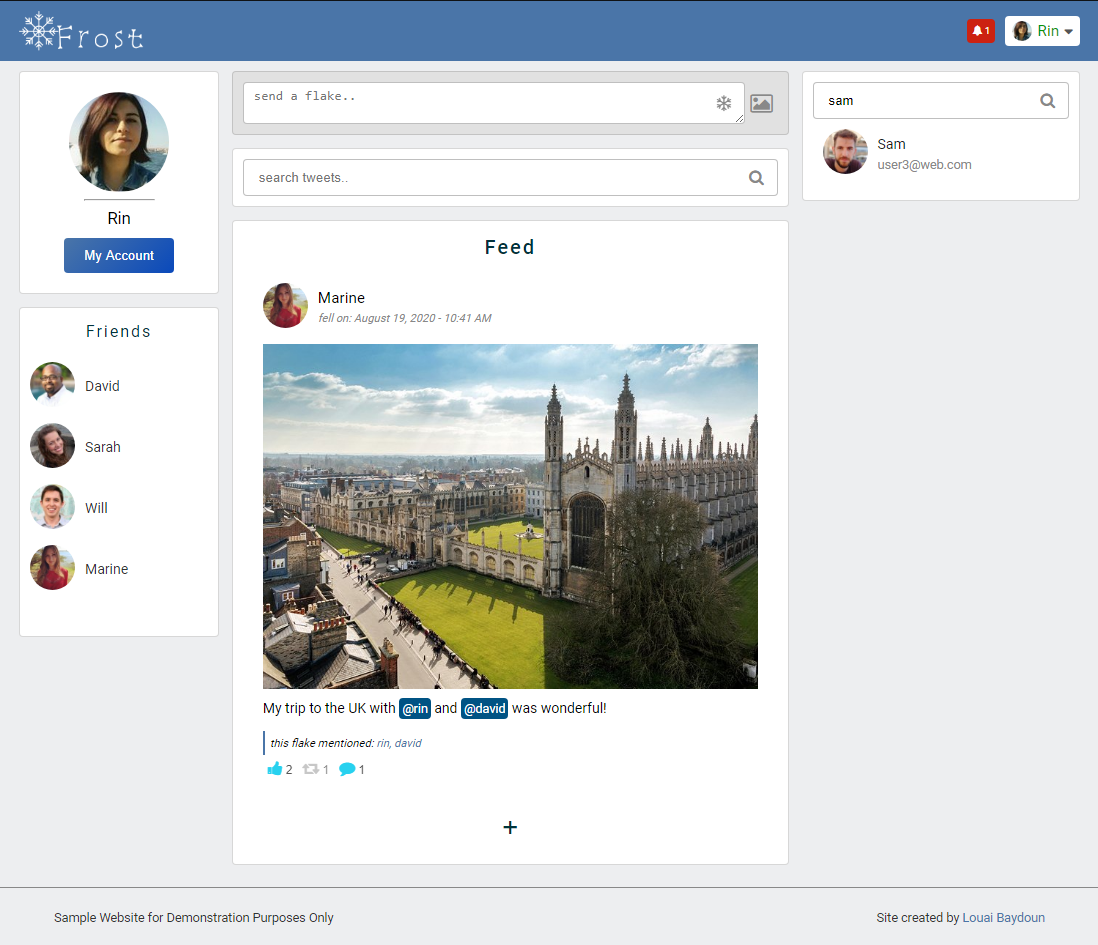 Frost
1
Rin
Rin
My Account
Friends
David
Sarah
Will
Marine
send a flake..
search tweets..
Feed
Marine
fell on: August 19, 2020 - 10:41 AM
My trip to the UK with @rin and @david was wonderful!
this flake mentioned: rin, david
2 1 1
+
sam
Sam
user3@web.com
Sample Website for Demonstration Purposes Only
Site created by Louai Baydoun